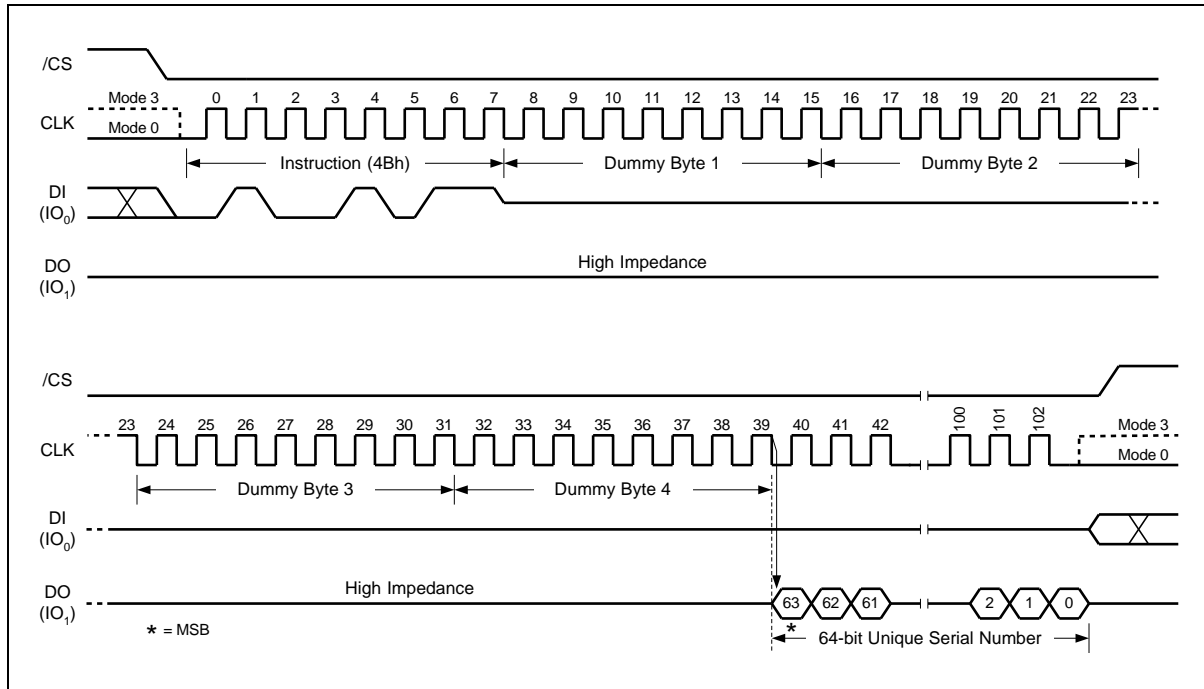 /CS
Mode 3
0 1 2 3 4 5 6 7 8 9 10 11 12 13 14 15 16 17 18 19 20 21 22 23
CLK
Mode 0
Instruction (4Bh) Dummy Byte 1 Dummy Byte 2
DI
(IO0)
High Impedance
DO
(IO1)
/CS
23 24 25 26 27 28 29 30 31 32 33 34 35 36 37 38 39 40 41 42 100 101 102
Mode 3
CLK
Mode 0
Dummy Byte 3 Dummy Byte 4
DI
(IO0)
High Impedance
DO
(IO1)
63 62 61 2 1 0
* = MSB
* 64-bit Unique Serial Number